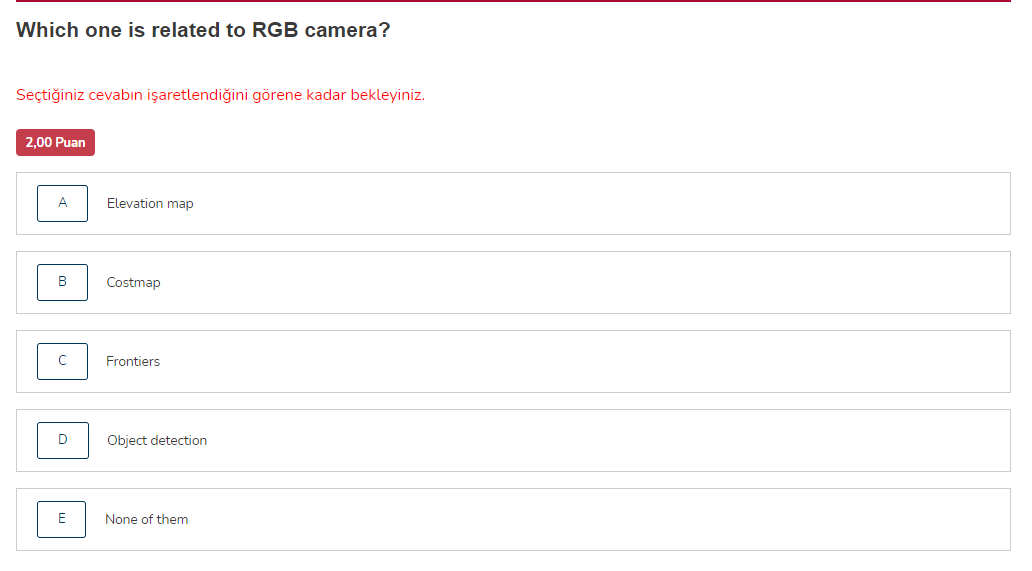 Which one is related to RGB camera?
Seçtiğiniz cevabın işaretlendiğini görene kadar bekleyiniz.
2,00 Puan
A Elevation map
B Costmap
C Frontiers
D Object detection
E None of them